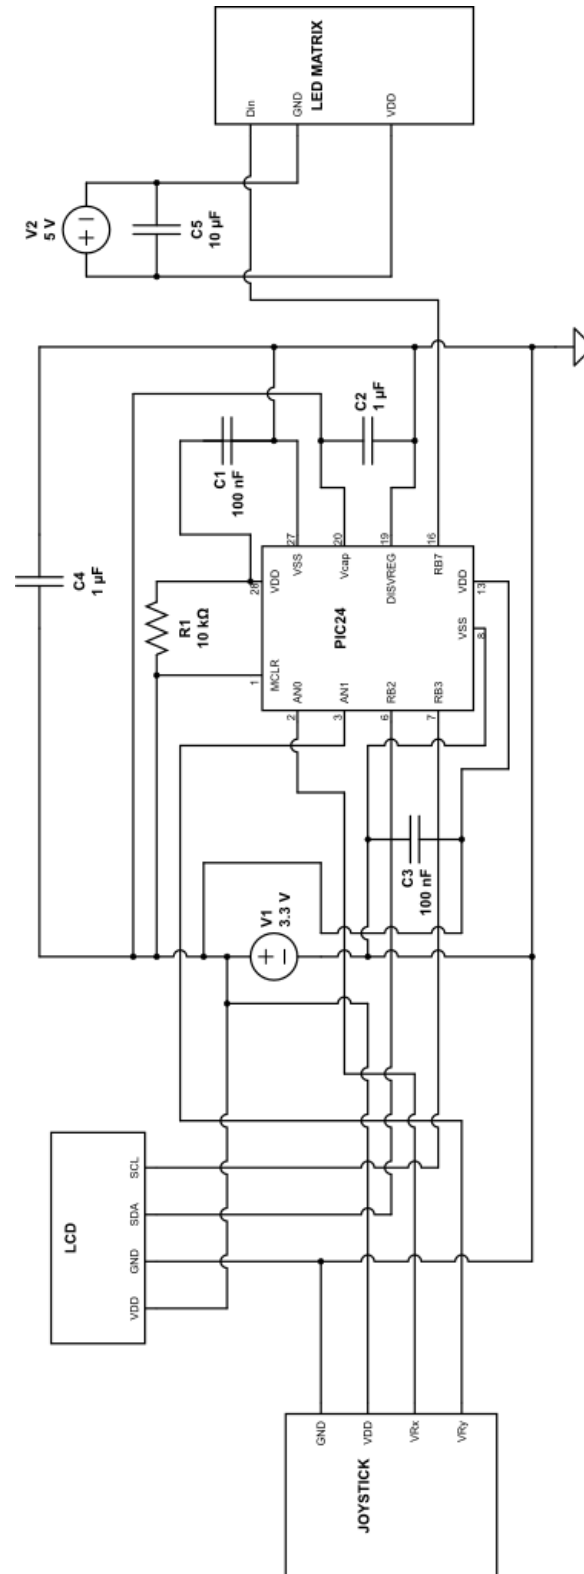 LED MATRIX
Din
GND
VDD
V2
5 V
C5
10 µF
C4
1 µF
C1
100 nF
C2
1 µF
R1
10 kΩ
PIC24
28
VDD
27
VSS
20
Vcap
19
DISVREG
16
RB7
VDD
13
VSS
8
1
MCLR
2
AN0
3
AN1
6
RB2
7
RB3
C3
100 nF
V1
3.3 V
LCD
SCL
SDA
GND
VDD
JOYSTICK
GND
VDD
VRx
VRy